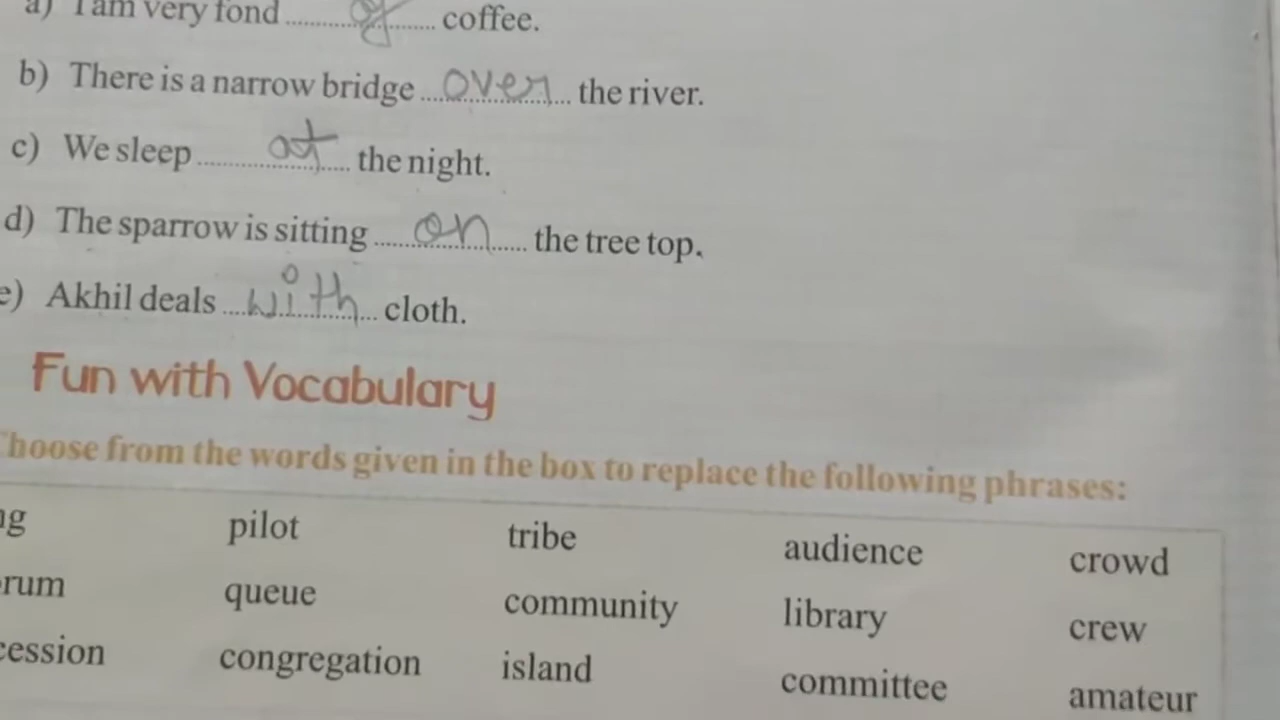 a) I am very fond of coffee.
b) There is a narrow bridge over the river.
c) We sleep at the night.
d) The sparrow is sitting on the tree top.
e) Akhil deals with cloth.
Fun with Vocabulary
Choose from the words given in the box to replace the following phrases:
ng pilot tribe audience crowd
rum queue community library crew
cession congregation island committee amateur